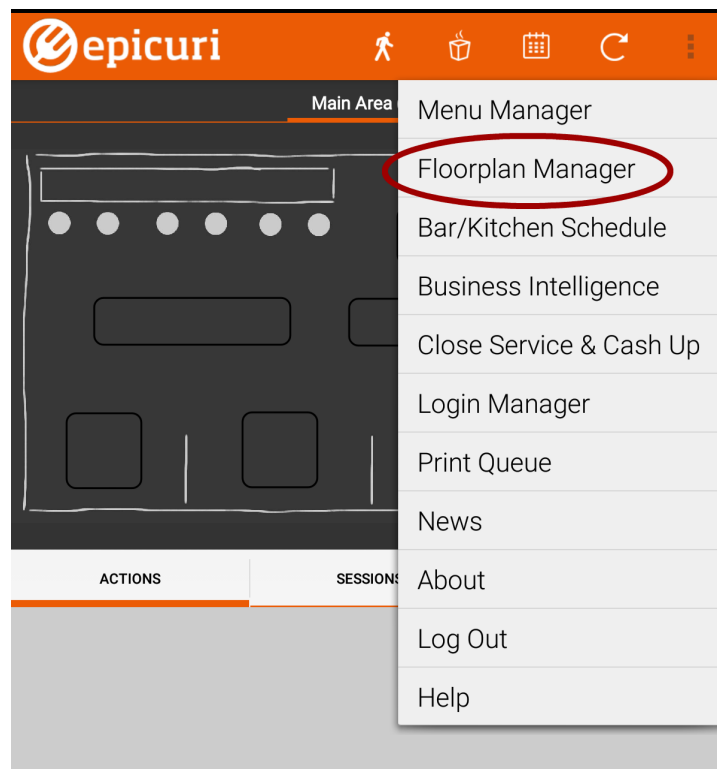 epicuri
Main Area
Menu Manager
Floorplan Manager
Bar/Kitchen Schedule
Business Intelligence
Close Service & Cash Up
Login Manager
Print Queue
News
About
Log Out
Help
ACTIONS
SESSIONS